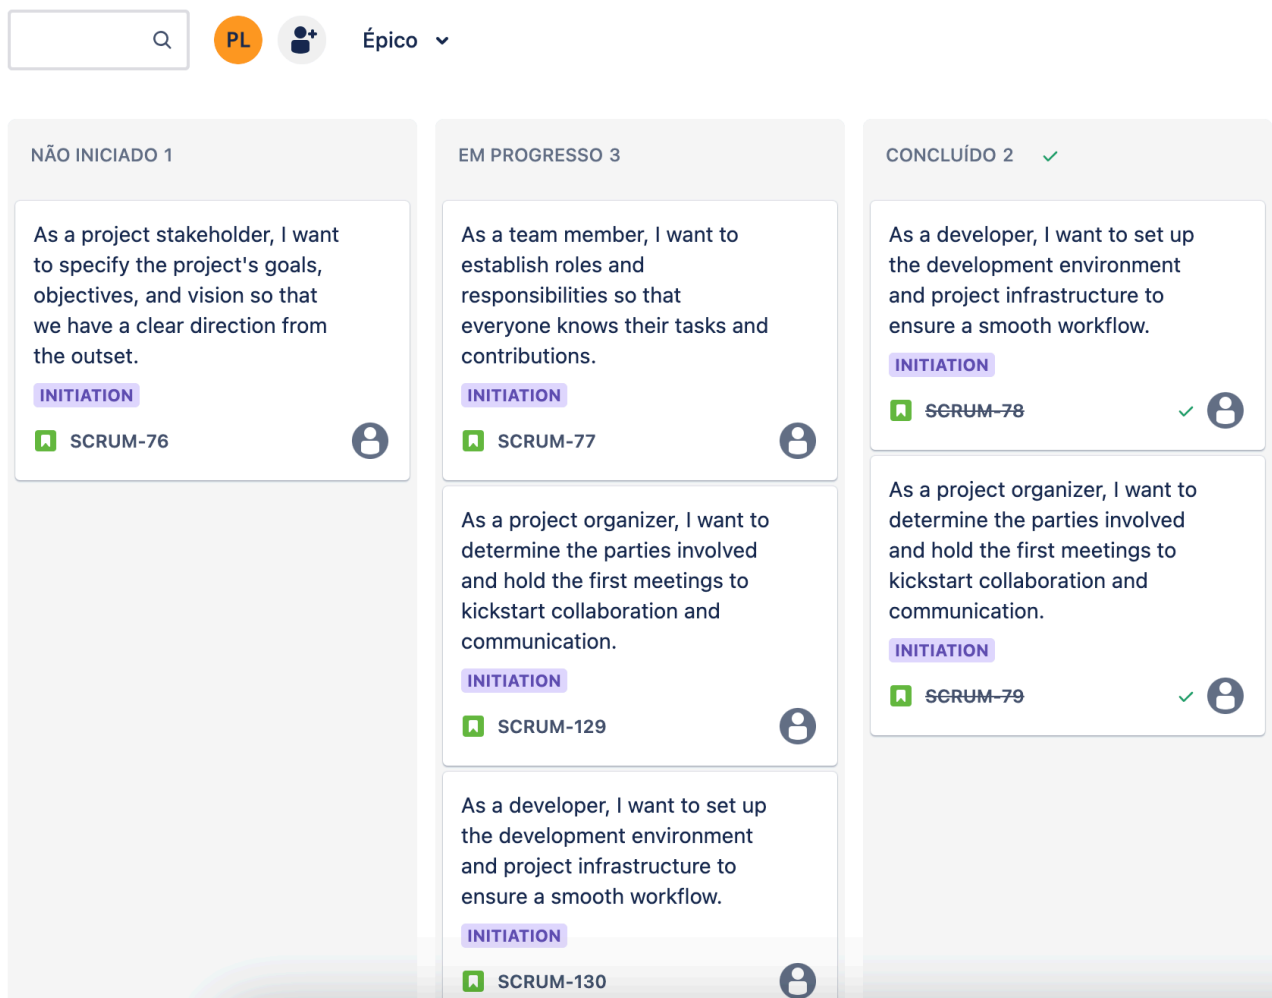 PL
Épico
NÃO INICIADO 1
As a project stakeholder, I want
to specify the project's goals,
objectives, and vision so that
we have a clear direction from
the outset.
INITIATION
SCRUM-76
EM PROGRESSO 3
As a team member, I want to
establish roles and
responsibilities so that
everyone knows their tasks and
contributions.
INITIATION
SCRUM-77
As a project organizer, I want to
determine the parties involved
and hold the first meetings to
kickstart collaboration and
communication.
INITIATION
SCRUM-129
As a developer, I want to set up
the development environment
and project infrastructure to
ensure a smooth workflow.
INITIATION
SCRUM-130
CONCLUÍDO 2
As a developer, I want to set up
the development environment
and project infrastructure to
ensure a smooth workflow.
INITIATION
SCRUM-78
As a project organizer, I want to
determine the parties involved
and hold the first meetings to
kickstart collaboration and
communication.
INITIATION
SCRUM-79